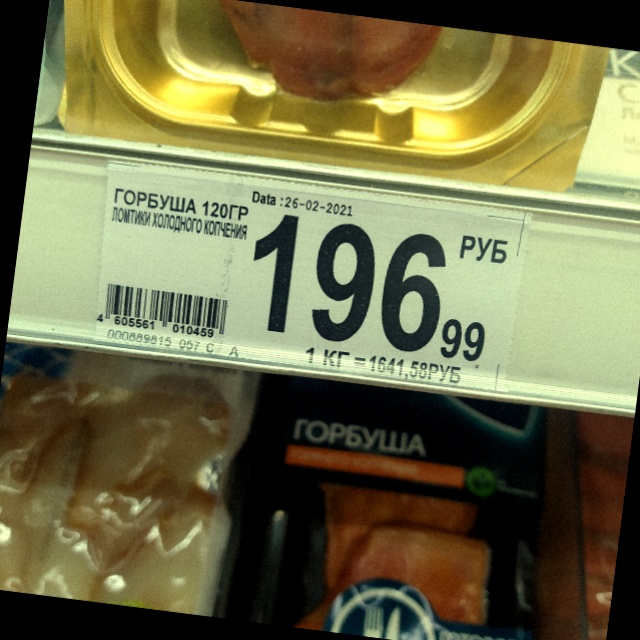 ГОРБУША 120ГР
ЛОМТИКИ ХОЛОДНОГО КОПЧЕНИЯ
Data :26-02-2021
196 99
РУБ
4 605561 010459
000889815 057 C A
1 КГ =1641,58РУБ
ГОРБУША